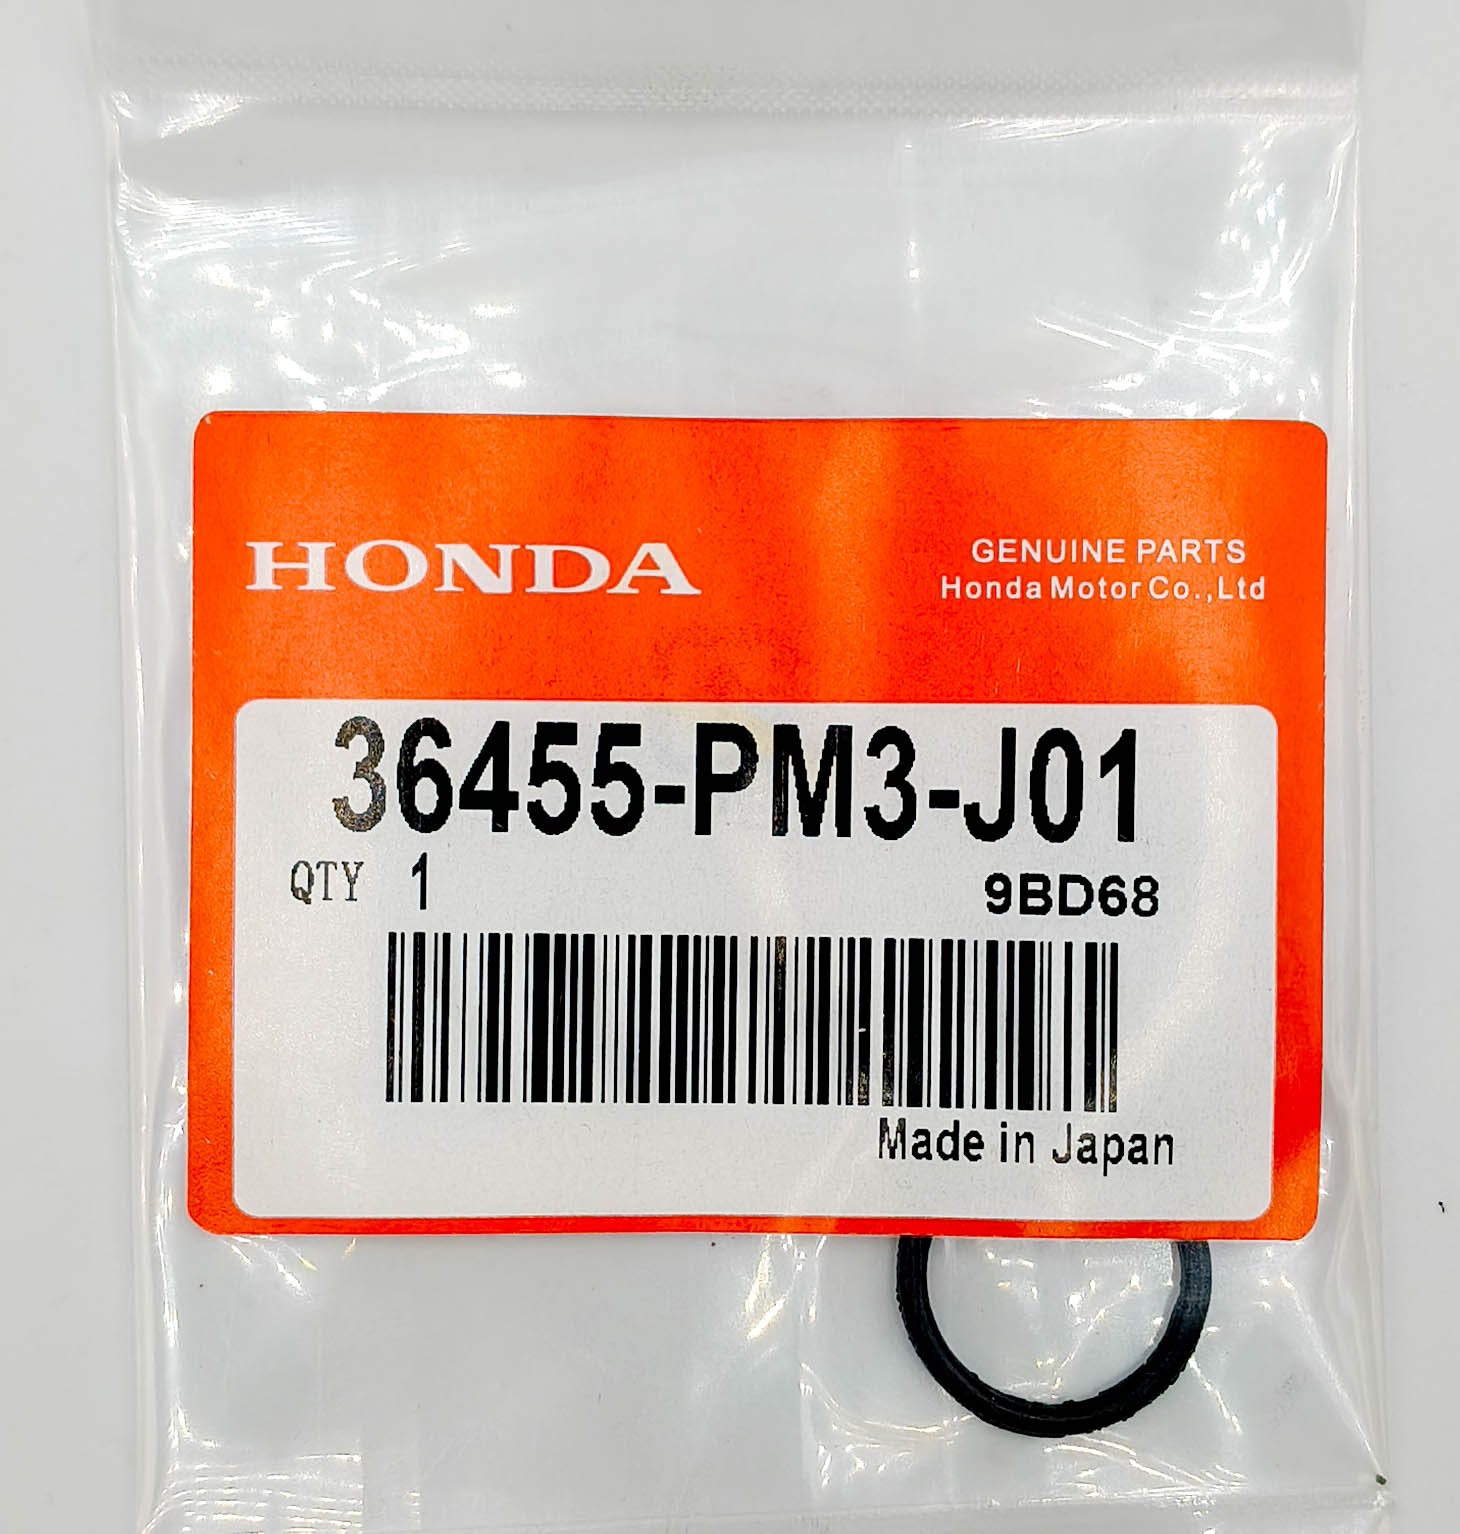 HONDA
GENUINE PARTS
Honda Motor Co.,Ltd
36455-PM3-J01
QTY 1
9BD68
Made in Japan